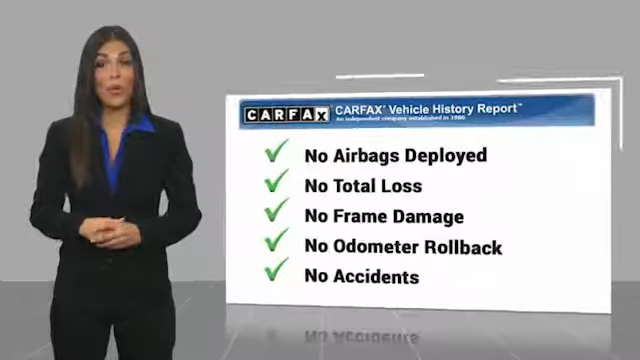 CARFAX CARFAX® Vehicle History Report™
An independent company established in 1986
No Airbags Deployed
No Total Loss
No Frame Damage
No Odometer Rollback
No Accidents